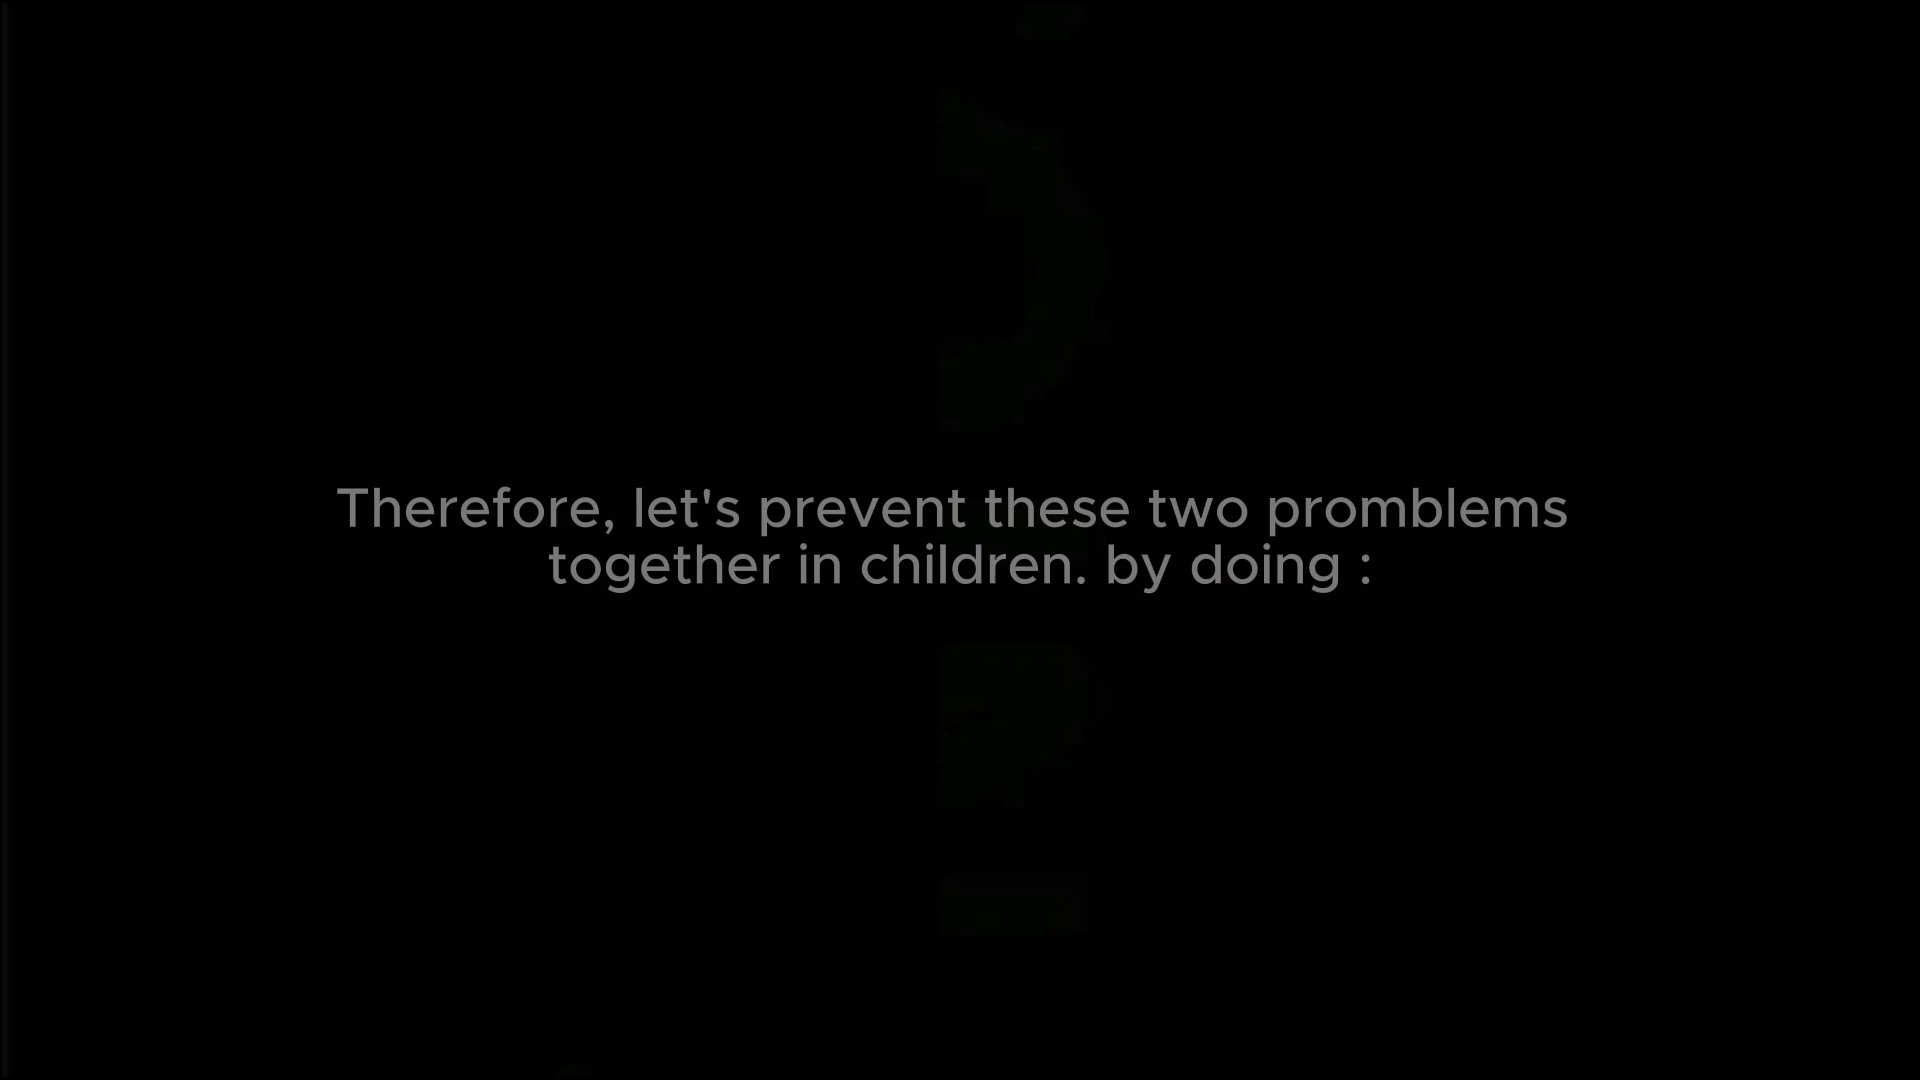 Therefore, let's prevent these two promblems
together in children. by doing :